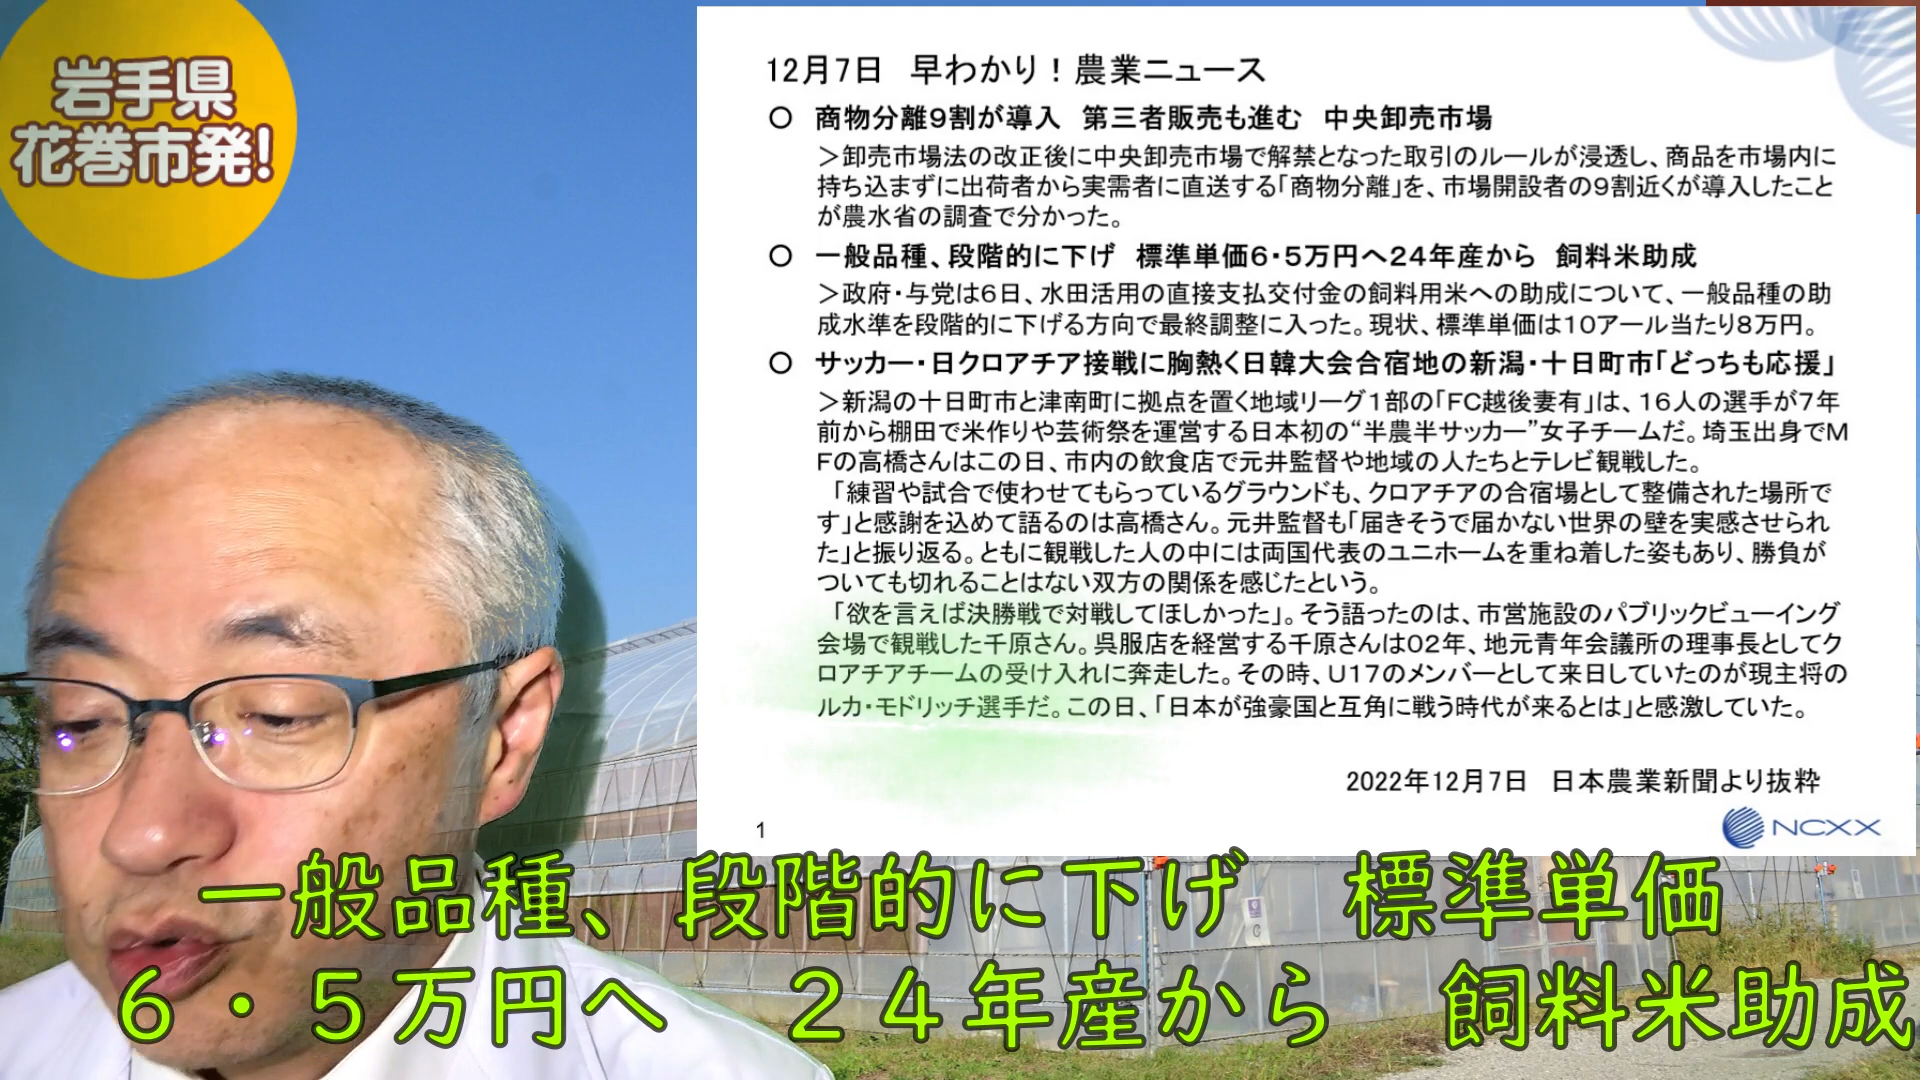 岩手県
花巻市発!
12月7日　早わかり！農業ニュース
○　商物分離９割が導入　第三者販売も進む　中央卸売市場
＞卸売市場法の改正後に中央卸売市場で解禁となった取引のルールが浸透し、商品を市場内に
持ち込まずに出荷者から実需者に直送する「商物分離」を、市場開設者の９割近くが導入したこと
が農水省の調査で分かった。
○　一般品種、段階的に下げ　標準単価６・５万円へ２４年産から　飼料米助成
＞政府・与党は６日、水田活用の直接支払交付金の飼料用米への助成について、一般品種の助
成水準を段階的に下げる方向で最終調整に入った。現状、標準単価は１０アール当たり８万円。
○　サッカー・日クロアチア接戦に胸熱く日韓大会合宿地の新潟・十日町市「どっちも応援」
＞新潟の十日町市と津南町に拠点を置く地域リーグ１部の「ＦＣ越後妻有」は、１６人の選手が７年
前から棚田で米作りや芸術祭を運営する日本初の“半農半サッカー”女子チームだ。埼玉出身でＭ
Ｆの高橋さんはこの日、市内の飲食店で元井監督や地域の人たちとテレビ観戦した。
「練習や試合で使わせてもらっているグラウンドも、クロアチアの合宿場として整備された場所で
す」と感謝を込めて語るのは高橋さん。元井監督も「届きそうで届かない世界の壁を実感させられ
た」と振り返る。ともに観戦した人の中には両国代表のユニホームを重ね着した姿もあり、勝負が
ついても切れることはない双方の関係を感じたという。
「欲を言えば決勝戦で対戦してほしかった」。そう語ったのは、市営施設のパブリックビューイング
会場で観戦した千原さん。呉服店を経営する千原さんは０２年、地元青年会議所の理事長としてク
ロアチアチームの受け入れに奔走した。その時、Ｕ１７のメンバーとして来日していたのが現主将の
ルカ・モドリッチ選手だ。この日、「日本が強豪国と互角に戦う時代が来るとは」と感激していた。
2022年12月7日　日本農業新聞より抜粋
1
NCXX
一般品種、段階的に下げ　標準単価
６・５万円へ　２４年産から　飼料米助成